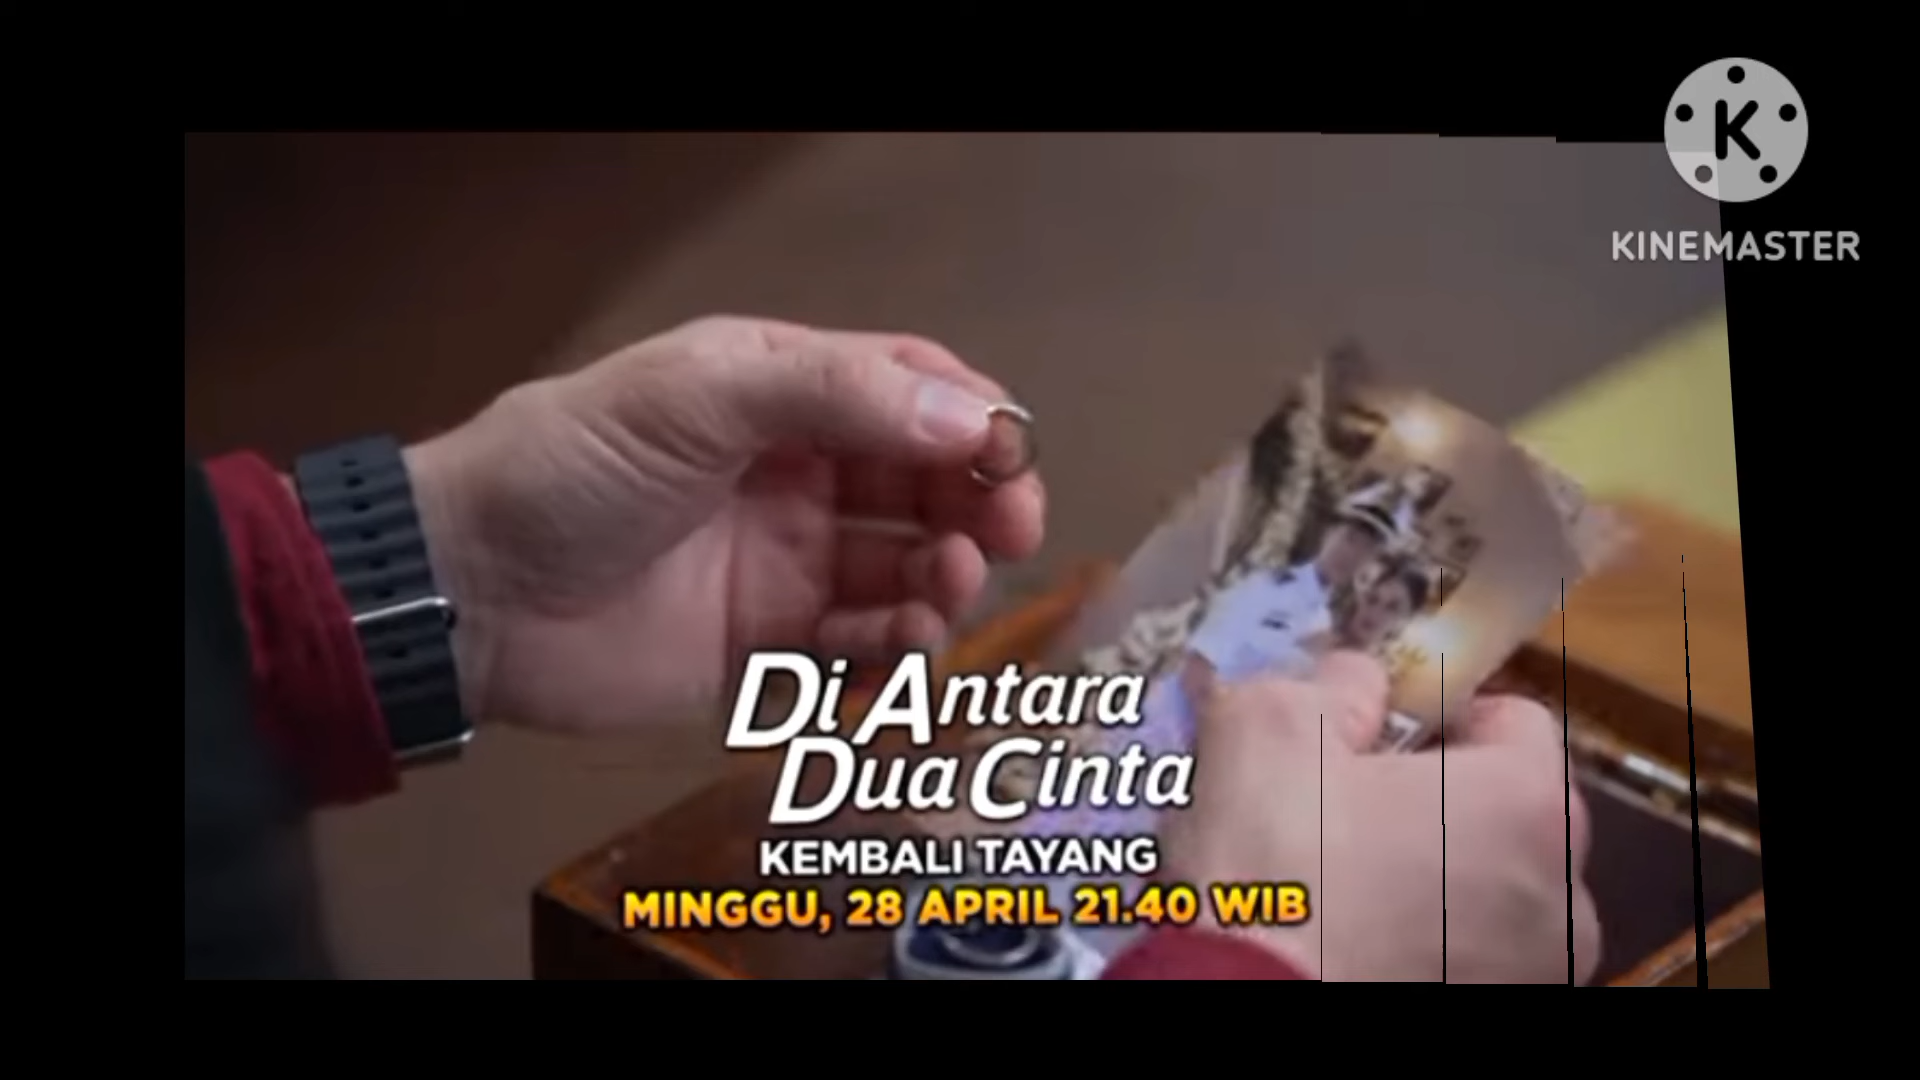 K
KINEMASTER
Di Antara
Dua Cinta
KEMBALI TAYANG
MINGGU, 28 APRIL 21.40 WIB